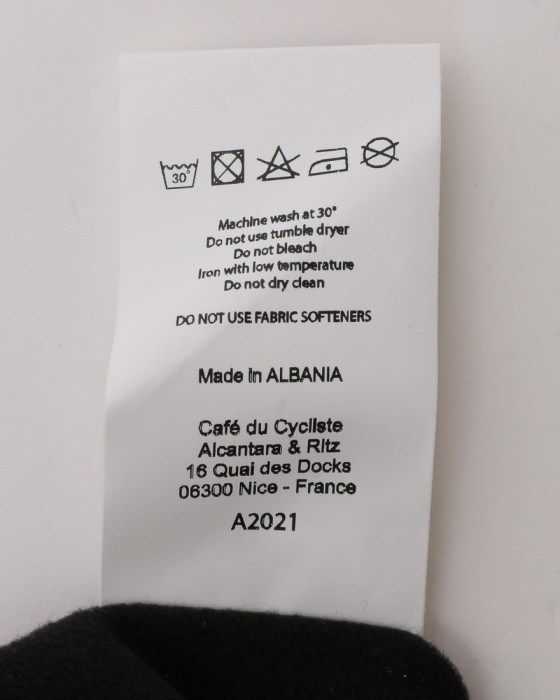 30°
Machine wash at 30°
Do not use tumble dryer
Do not bleach
Iron with low temperature
Do not dry clean
DO NOT USE FABRIC SOFTENERS
Made in ALBANIA
Café du Cycliste
Alcantara & Ritz
16 Quai des Docks
06300 Nice - France
A2021